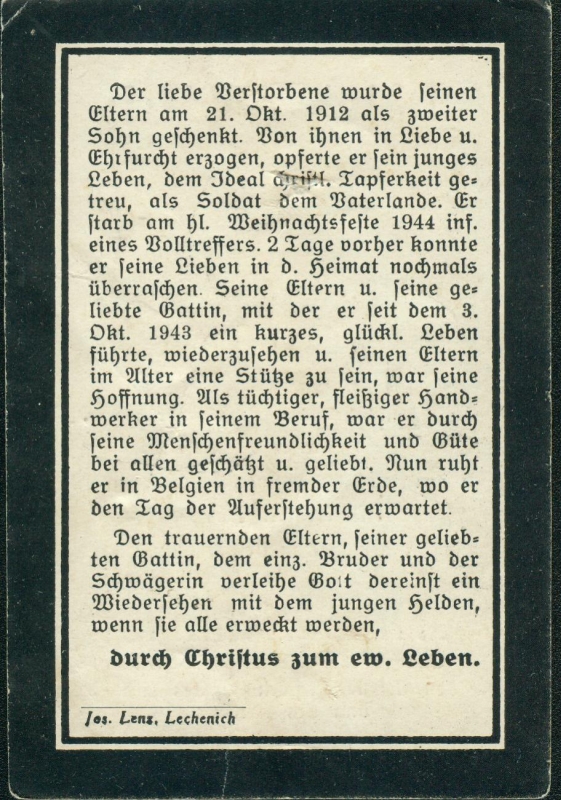 Der liebe Verstorbene wurde seinen
Eltern am 21. Okt. 1912 als zweiter
Sohn geschenkt. Von ihnen in Liebe u.
Ehrfurcht erzogen, opferte er sein junges
Leben, dem Ideal christl. Tapferkeit ge-
treu, als Soldat dem Vaterlande. Er
starb am hl. Weihnachtsfeste 1944 inf.
eines Volltreffers. 2 Tage vorher konnte
er seine Lieben in d. Heimat nochmals
überraschen. Seine Eltern u. seine ge-
liebte Gattin, mit der er seit dem 3.
Okt. 1943 ein kurzes, glückl. Leben
führte, wiederzusehen u. seinen Eltern
im Alter eine Stütze zu sein, war seine
Hoffnung. Als tüchtiger, fleißiger Hand-
werker in seinem Beruf, war er durch
seine Menschenfreundlichkeit und Güte
bei allen geschätzt u. geliebt. Nun ruht
er in Belgien in fremder Erde, wo er
den Tag der Auferstehung erwartet.
Den trauernden Eltern, seiner gelieb-
ten Gattin, dem einz. Bruder und der
Schwägerin verleihe Gott dereinst ein
Wiedersehen mit dem jungen Helden,
wenn sie alle erweckt werden,
durch Christus zum ew. Leben.
Jos. Lenz, Lechenich